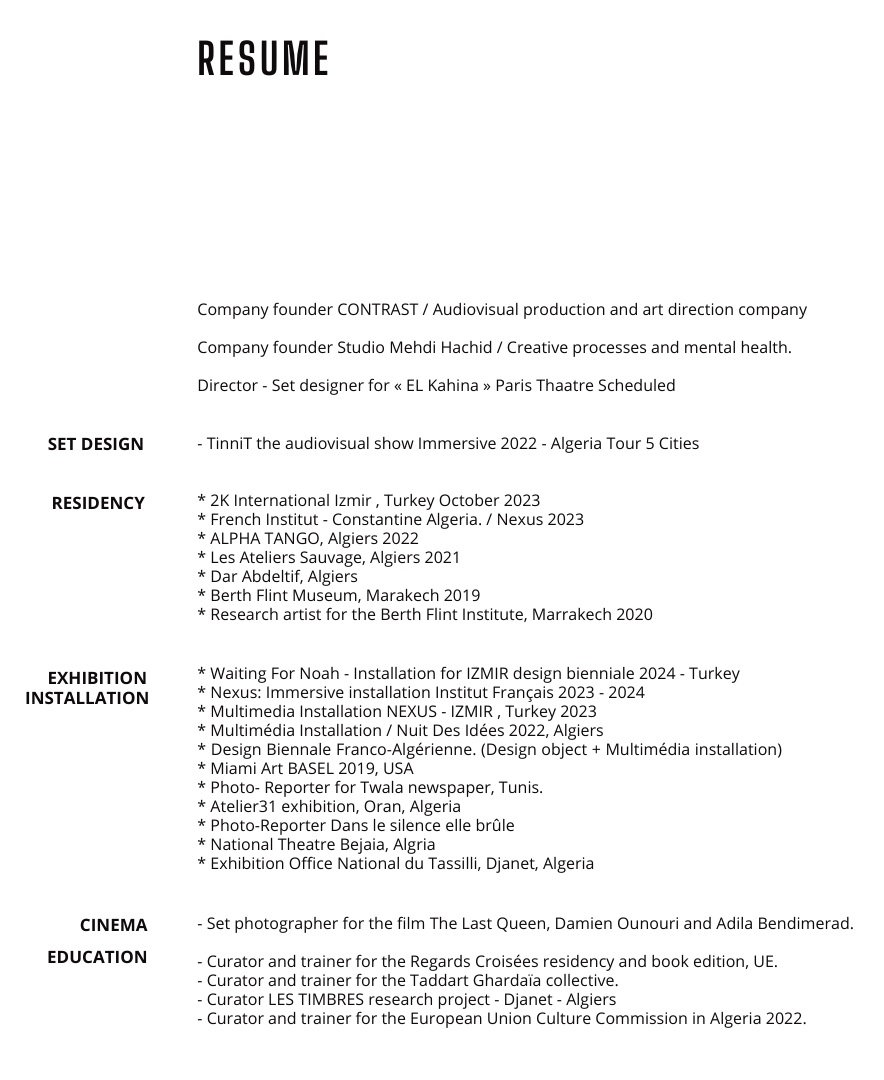 RESUME
Company founder CONTRAST / Audiovisual production and art direction company
Company founder Studio Mehdi Hachid / Creative processes and mental health.
Director - Set designer for « EL Kahina » Paris Thaatre Scheduled
SET DESIGN
- TinniT the audiovisual show Immersive 2022 - Algeria Tour 5 Cities
RESIDENCY
* 2K International Izmir , Turkey October 2023
* French Institut - Constantine Algeria. / Nexus 2023
* ALPHA TANGO, Algiers 2022
* Les Ateliers Sauvage, Algiers 2021
* Dar Abdeltif, Algiers
* Berth Flint Museum, Marakech 2019
* Research artist for the Berth Flint Institute, Marrakech 2020
EXHIBITION
INSTALLATION
* Waiting For Noah - Installation for IZMIR design bienniale 2024 - Turkey
* Nexus: Immersive installation Institut Français 2023 - 2024
* Multimedia Installation NEXUS - IZMIR , Turkey 2023
* Multimédia Installation / Nuit Des Idées 2022, Algiers
* Design Biennale Franco-Algérienne. (Design object + Multimédia installation)
* Miami Art BASEL 2019, USA
* Photo- Reporter for Twala newspaper, Tunis.
* Atelier31 exhibition, Oran, Algeria
* Photo-Reporter Dans le silence elle brûle
* National Theatre Bejaia, Algria
* Exhibition Office National du Tassilli, Djanet, Algeria
CINEMA
- Set photographer for the film The Last Queen, Damien Ounouri and Adila Bendimerad.
EDUCATION
- Curator and trainer for the Regards Croisées residency and book edition, UE.
- Curator and trainer for the Taddart Ghardaïa collective.
- Curator LES TIMBRES research project - Djanet - Algiers
- Curator and trainer for the European Union Culture Commission in Algeria 2022.